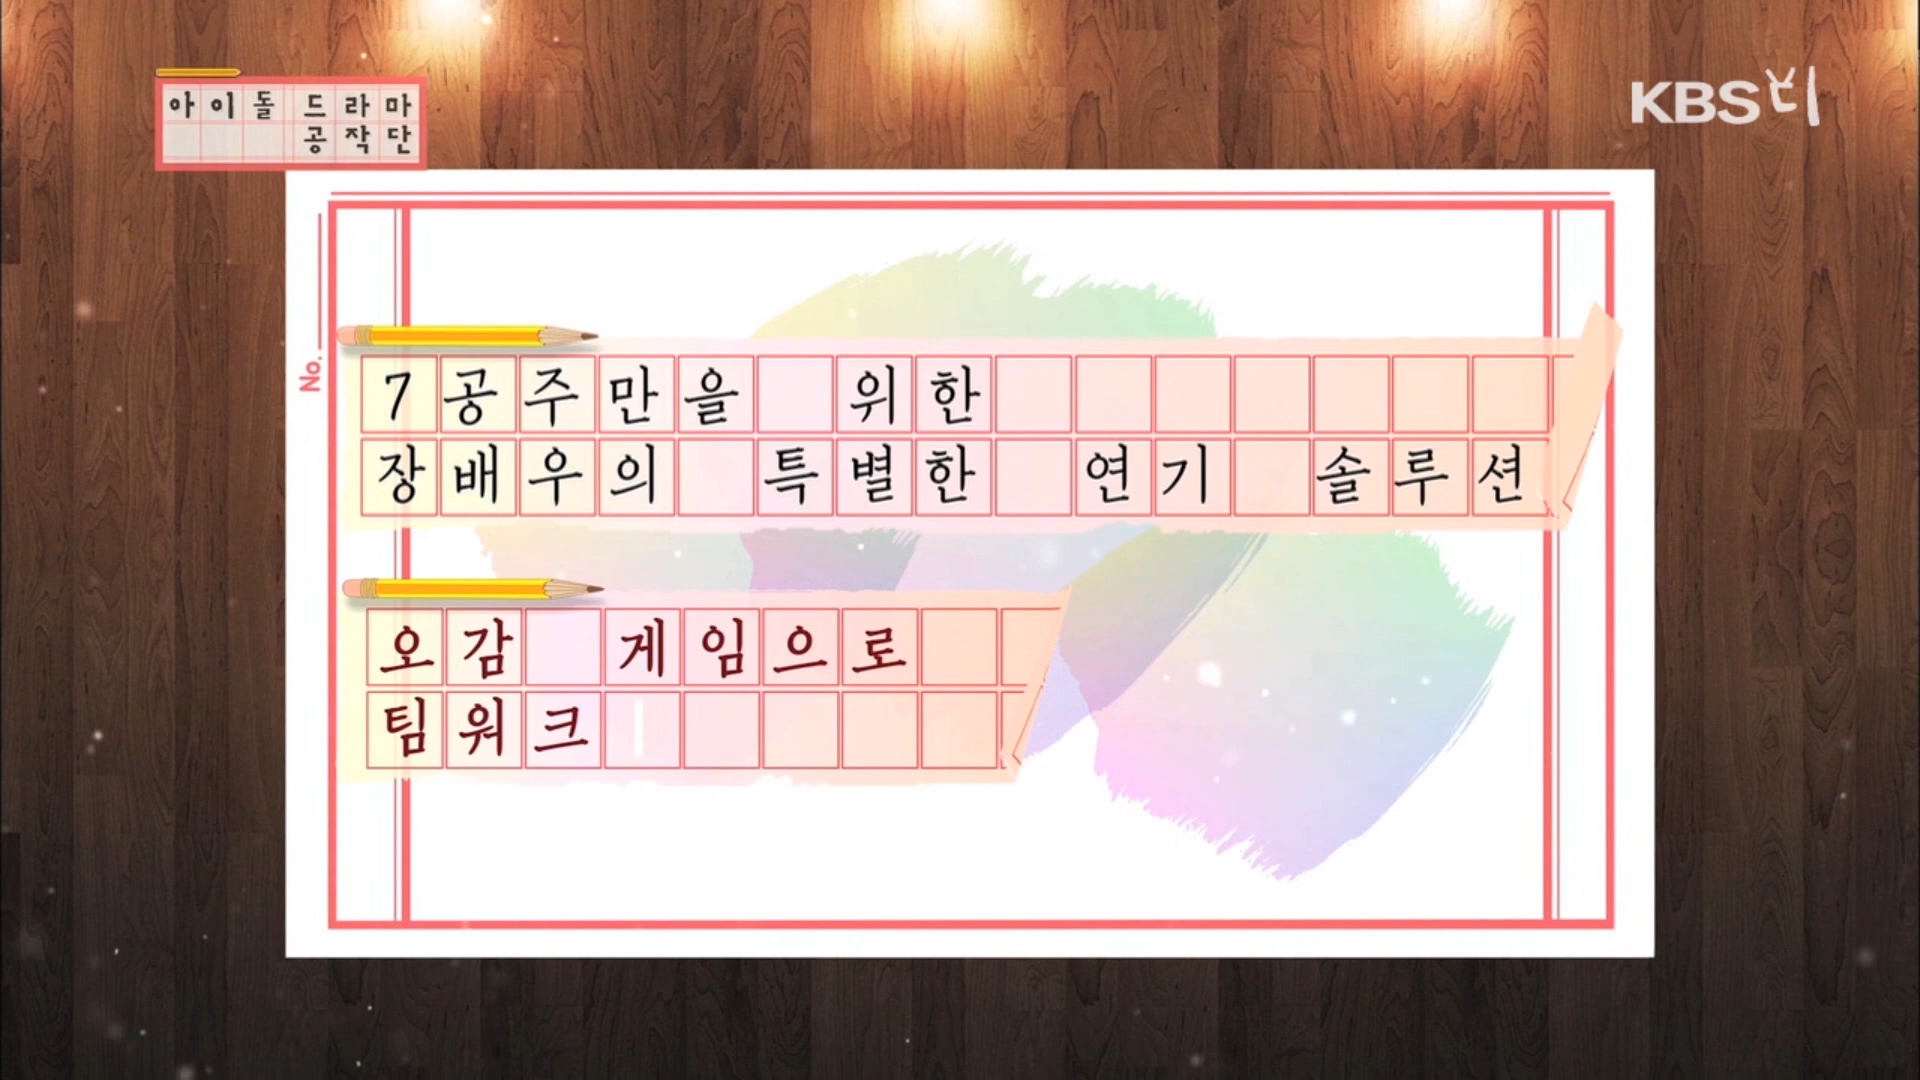 아이돌 드라마
공작단
KBS
No.
7공주만을 위한
장배우의 특별한 연기 솔루션
오감 게임으로
팀워크